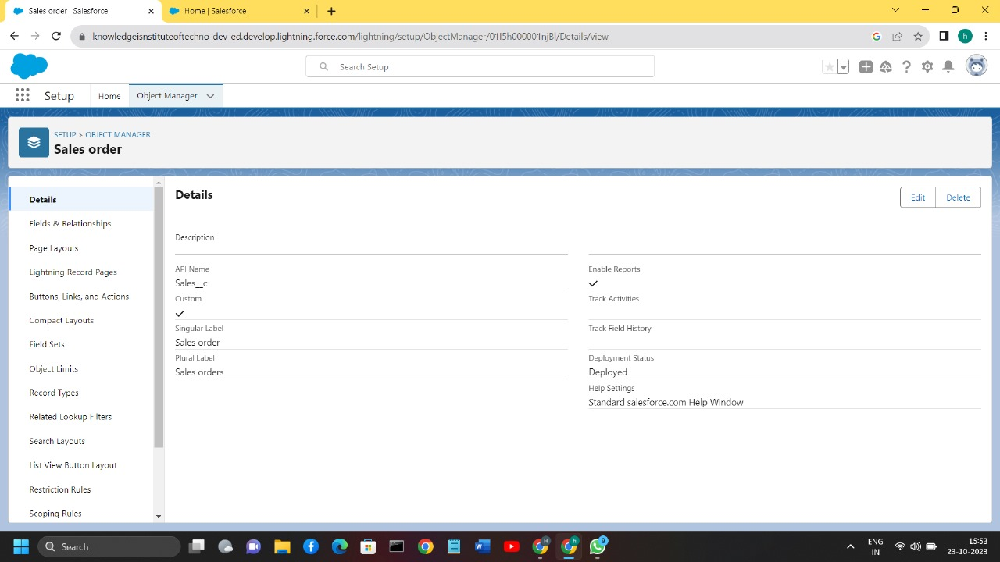 Sales order | Salesforce
Home | Salesforce
knowledgeisnstituteoftechno-dev-ed.develop.lightning.force.com/lightning/setup/ObjectManager/01I5h000001njBl/Details/view
h
Search Setup
Setup
Home
Object Manager
SETUP > OBJECT MANAGER
Sales order
Details
Fields & Relationships
Page Layouts
Lightning Record Pages
Buttons, Links, and Actions
Compact Layouts
Field Sets
Object Limits
Record Types
Related Lookup Filters
Search Layouts
List View Button Layout
Restriction Rules
Scoping Rules
Details
Edit
Delete
Description
API Name
Sales__c
Custom
Singular Label
Sales order
Plural Label
Sales orders
Enable Reports
Track Activities
Track Field History
Deployment Status
Deployed
Help Settings
Standard salesforce.com Help Window
Search
H
h
9
ENG
IN
15:53
23-10-2023